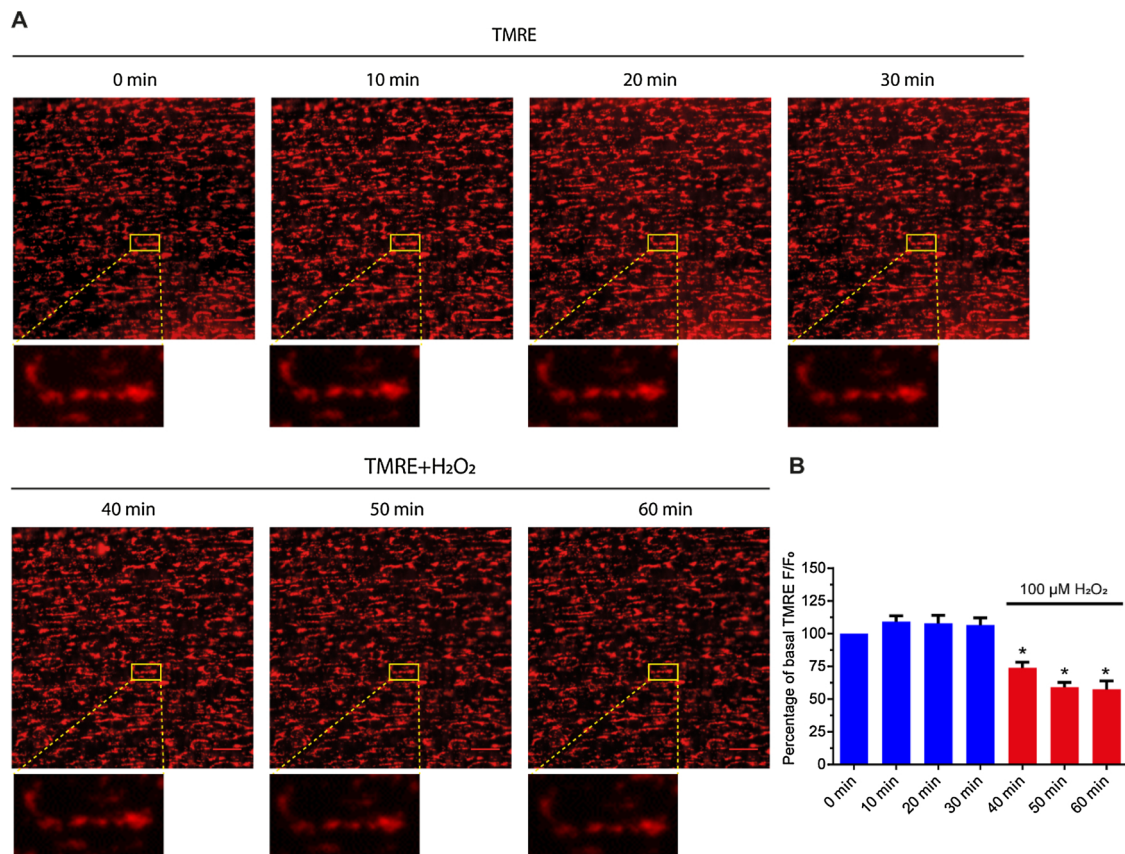 A
TMRE
0 min 10 min 20 min 30 min
TMRE+H₂O₂
40 min 50 min 60 min
B
Percentage of basal TMRE F/F₀
150
125
100
75
50
25
0
100 µM H₂O₂
* * *
0 min 10 min 20 min 30 min 40 min 50 min 60 min